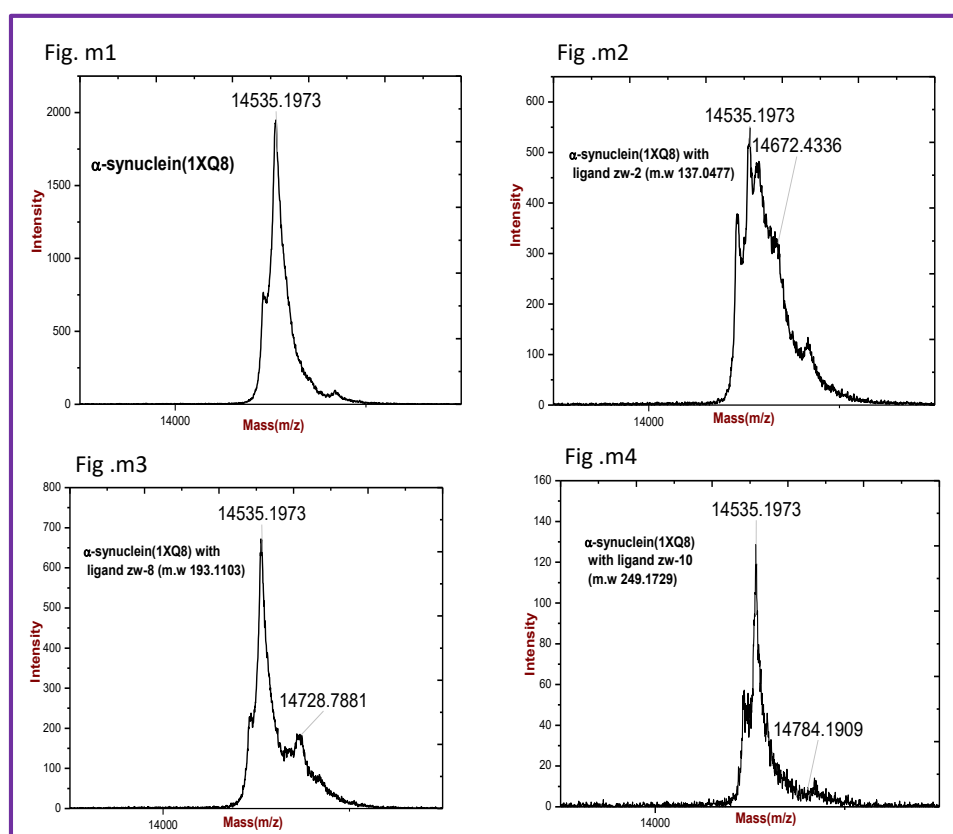 Fig. m1
14535.1973
α-synuclein(1XQ8)
2000
1500
1000
500
0
Intensity
14000
Mass(m/z)
Fig .m2
14535.1973
14672.4336
α-synuclein(1XQ8) with
ligand zw-2 (m.w 137.0477)
600
500
400
300
200
100
0
Intensity
14000
Mass(m/z)
Fig .m3
14535.1973
α-synuclein(1XQ8) with
ligand zw-8 (m.w 193.1103)
14728.7881
800
700
600
500
400
300
200
100
0
Intensity
14000
Mass(m/z)
Fig .m4
14535.1973
α-synuclein(1XQ8)
with ligand zw-10
(m.w 249.1729)
14784.1909
160
140
120
100
80
60
40
20
0
Intensity
14000
Mass(m/z)